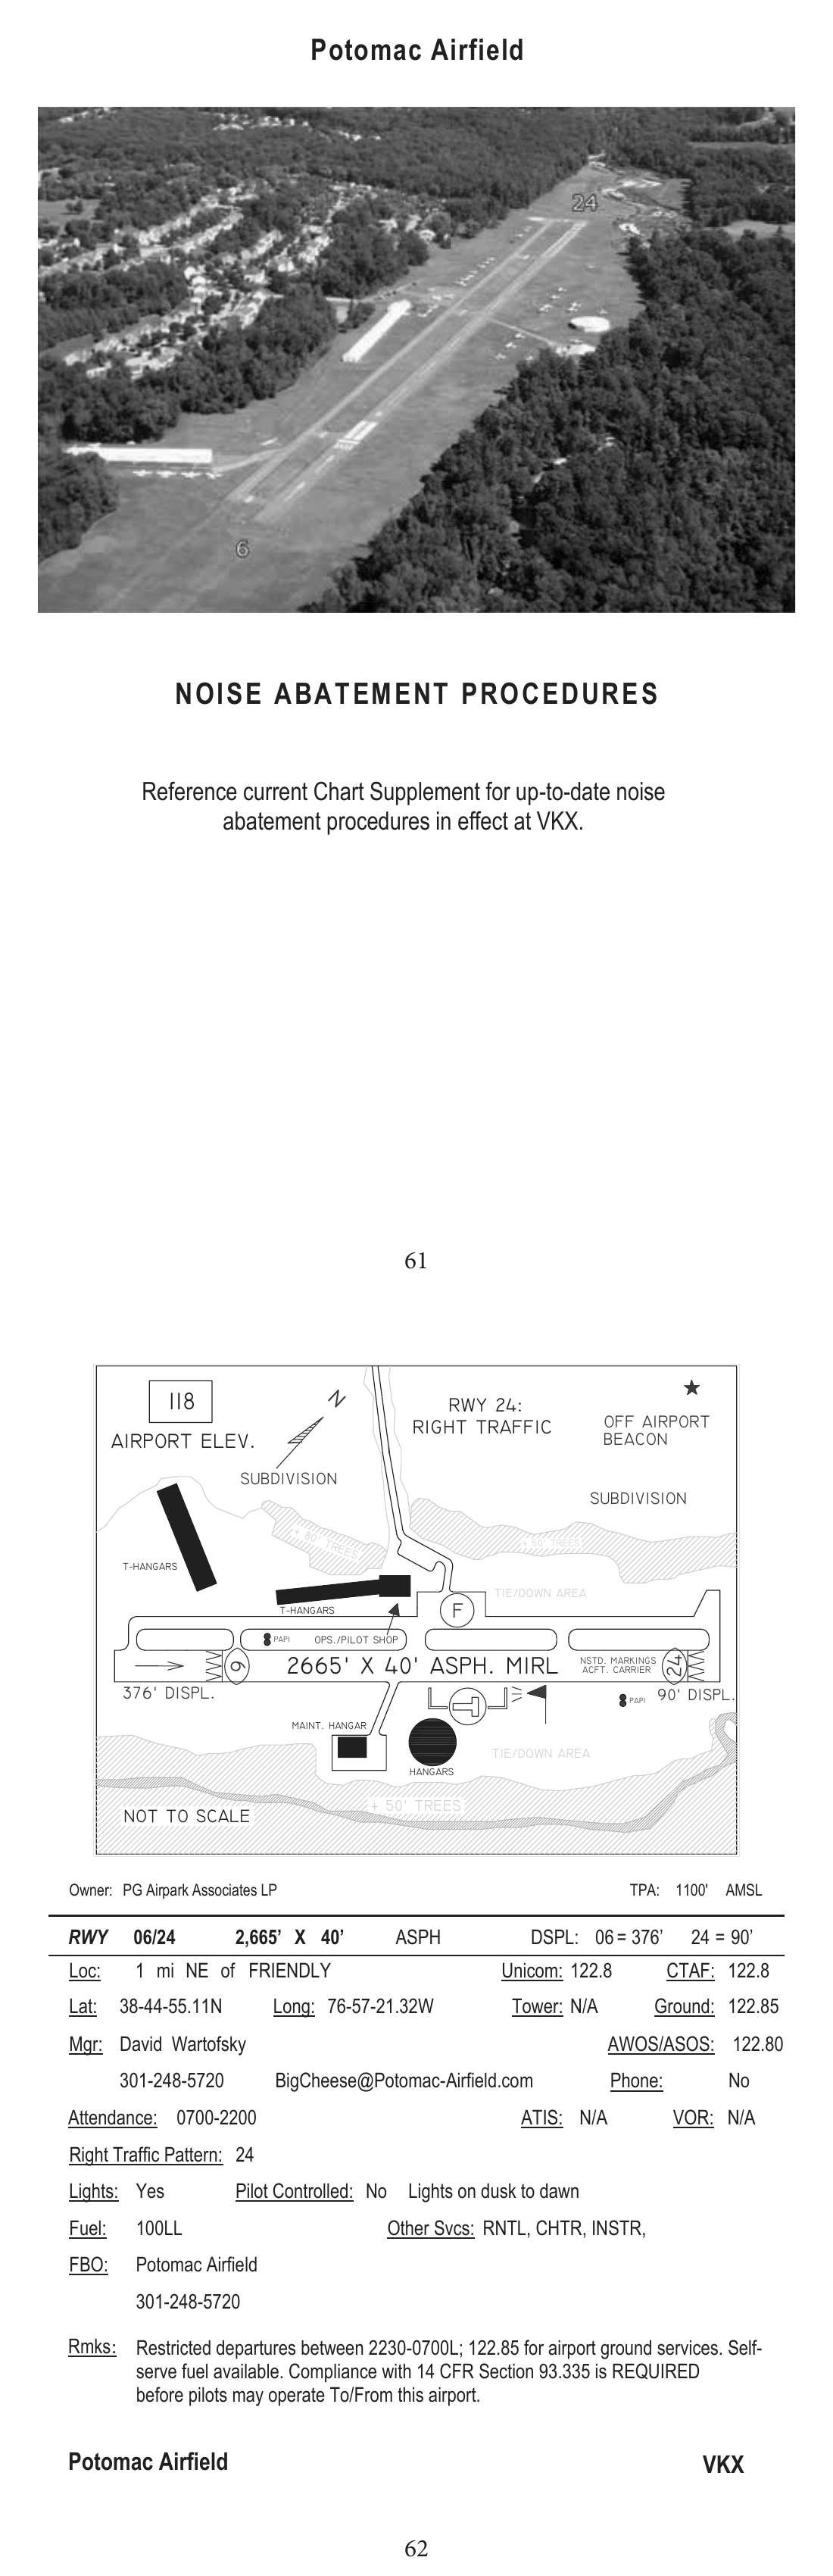 Potomac Airfield
24
6
NOISE ABATEMENT PROCEDURES
Reference current Chart Supplement for up-to-date noise
abatement procedures in effect at VKX.
61
118
AIRPORT ELEV.
N
RWY 24:
RIGHT TRAFFIC
OFF AIRPORT
BEACON
SUBDIVISION
SUBDIVISION
+ 80' TREES
+ 50' TREES
T-HANGARS
TIE/DOWN AREA
T-HANGARS
F
PAPI
OPS./PILOT SHOP
6
2665' X 40' ASPH. MIRL
NSTD. MARKINGS
ACFT. CARRIER
24
376' DISPL.
PAPI
90' DISPL.
MAINT. HANGAR
TIE/DOWN AREA
HANGARS
+ 50' TREES
NOT TO SCALE
Owner: PG Airpark Associates LP TPA: 1100' AMSL
RWY 06/24 2,665' X 40' ASPH DSPL: 06 = 376' 24 = 90'
Loc: 1 mi NE of FRIENDLY Unicom: 122.8 CTAF: 122.8
Lat: 38-44-55.11N Long: 76-57-21.32W Tower: N/A Ground: 122.85
Mgr: David Wartofsky AWOS/ASOS: 122.80
301-248-5720 BigCheese@Potomac-Airfield.com Phone: No
Attendance: 0700-2200 ATIS: N/A VOR: N/A
Right Traffic Pattern: 24
Lights: Yes Pilot Controlled: No Lights on dusk to dawn
Fuel: 100LL Other Svcs: RNTL, CHTR, INSTR,
FBO: Potomac Airfield
301-248-5720
Rmks: Restricted departures between 2230-0700L; 122.85 for airport ground services. Self-
serve fuel available. Compliance with 14 CFR Section 93.335 is REQUIRED
before pilots may operate To/From this airport.
Potomac Airfield VKX
62